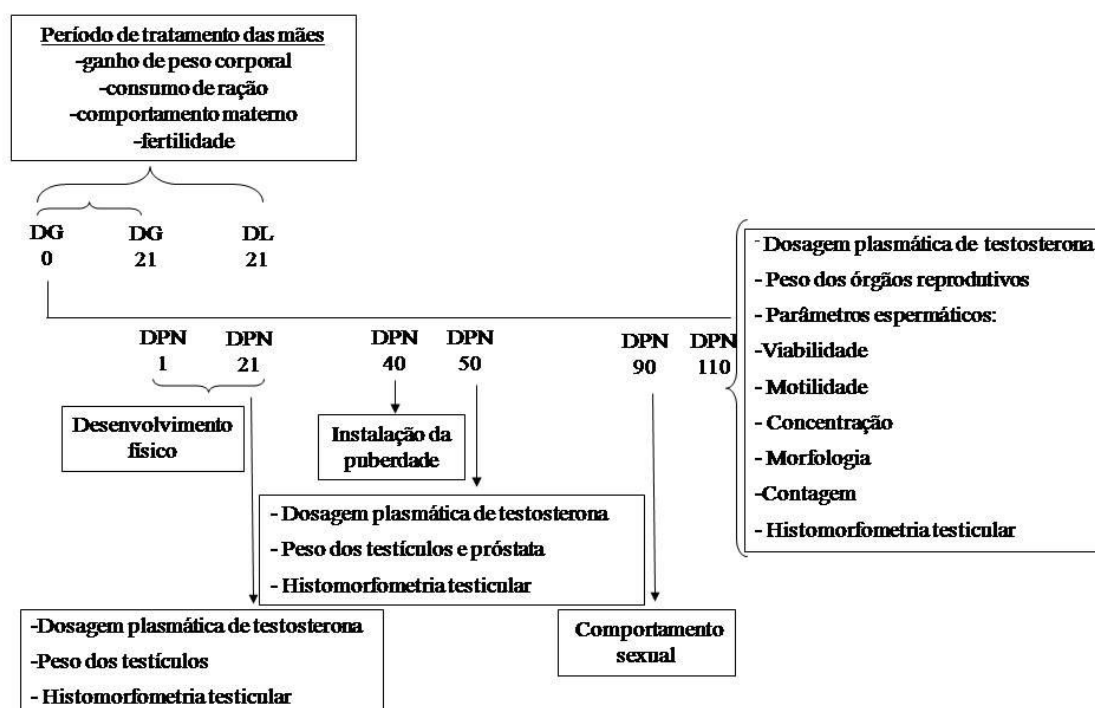 Período de tratamento das mães
-ganho de peso corporal
-consumo de ração
-comportamento materno
-fertilidade
DG
0
DG
21
DL
21
DPN
1
DPN
21
DPN
40
DPN
50
DPN
90
DPN
110
Desenvolvimento
físico
Instalação da
puberdade
- Dosagem plasmática de testosterona
- Peso dos testículos e próstata
- Histomorfometria testicular
-Dosagem plasmática de testosterona
-Peso dos testículos
- Histomorfometria testicular
Comportamento
sexual
- Dosagem plasmática de testosterona
- Peso dos órgãos reprodutivos
- Parâmetros espermáticos:
-Viabilidade
- Motilidade
- Concentração
- Morfologia
-Contagem
- Histomorfometria testicular